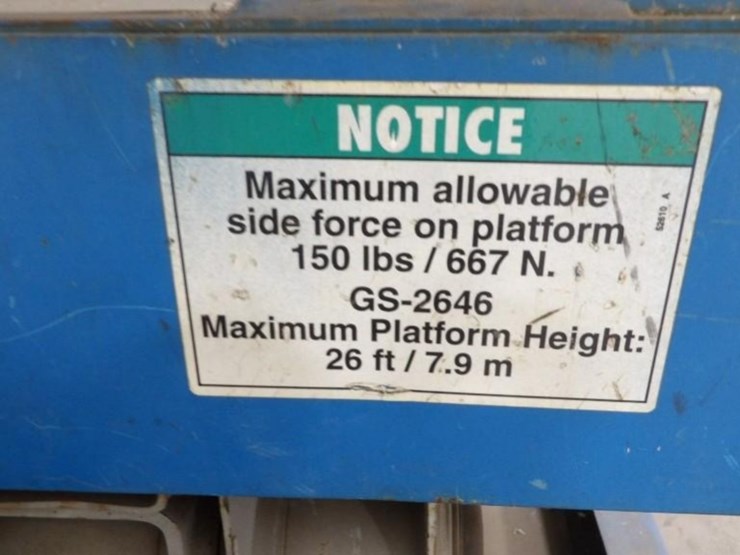 NOTICE
Maximum allowable
side force on platform
150 lbs / 667 N.
GS-2646
Maximum Platform Height:
26 ft / 7.9 m
52610 A